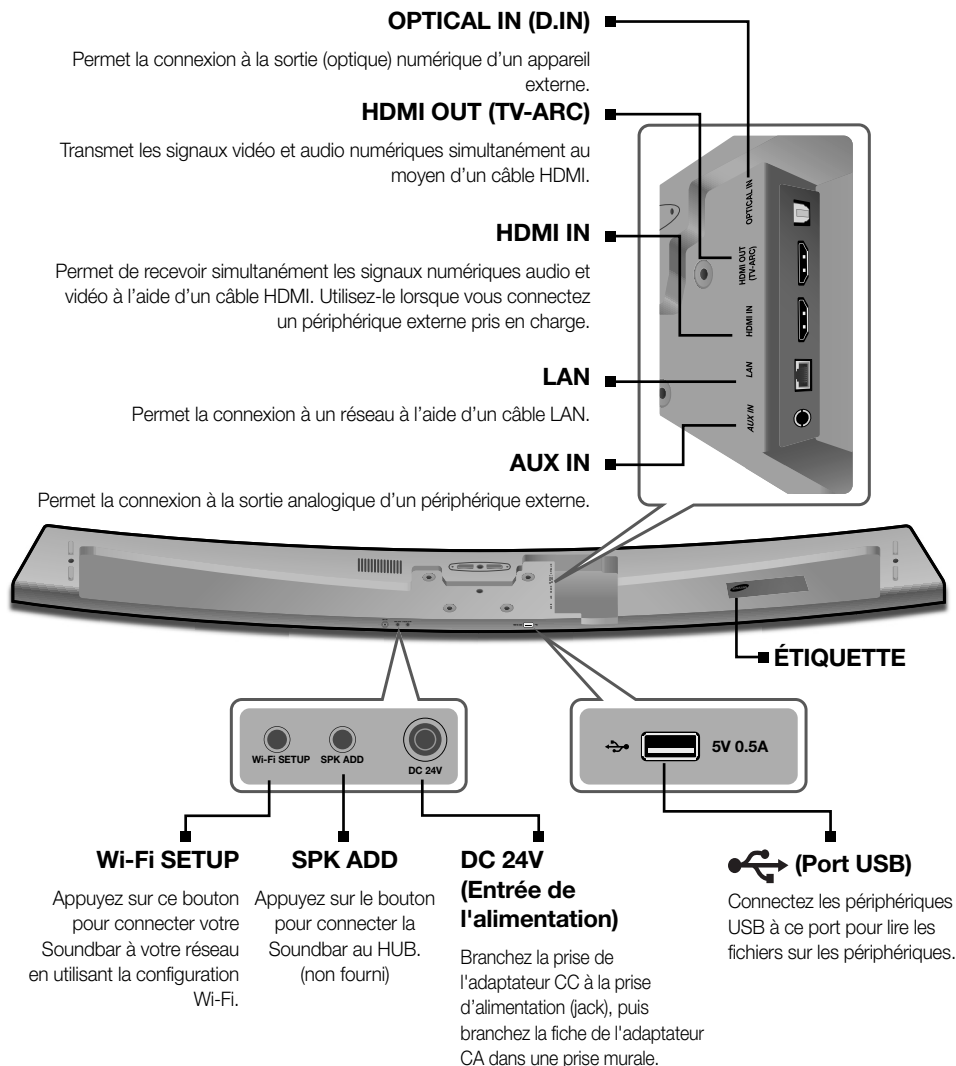 OPTICAL IN (D.IN)
Permet la connexion à la sortie (optique) numérique d'un appareil
externe.
HDMI OUT (TV-ARC)
Transmet les signaux vidéo et audio numériques simultanément au
moyen d'un câble HDMI.
HDMI IN
Permet de recevoir simultanément les signaux numériques audio et
vidéo à l'aide d'un câble HDMI. Utilisez-le lorsque vous connectez
un périphérique externe pris en charge.
LAN
Permet la connexion à un réseau à l'aide d'un câble LAN.
AUX IN
Permet la connexion à la sortie analogique d'un périphérique externe.
OPTICAL IN
HDMI OUT
(TV-ARC)
HDMI IN
LAN
AUX IN
ÉTIQUETTE
Wi-Fi SETUP
SPK ADD
DC 24V
5V 0.5A
Wi-Fi SETUP
Appuyez sur ce bouton
pour connecter votre
Soundbar à votre réseau
en utilisant la configuration
Wi-Fi.
SPK ADD
Appuyez sur le bouton
pour connecter la
Soundbar au HUB.
(non fourni)
DC 24V
(Entrée de
l'alimentation)
Branchez la prise de
l'adaptateur CC à la prise
d'alimentation (jack), puis
branchez la fiche de l'adaptateur
CA dans une prise murale.
(Port USB)
Connectez les périphériques
USB à ce port pour lire les
fichiers sur les périphériques.